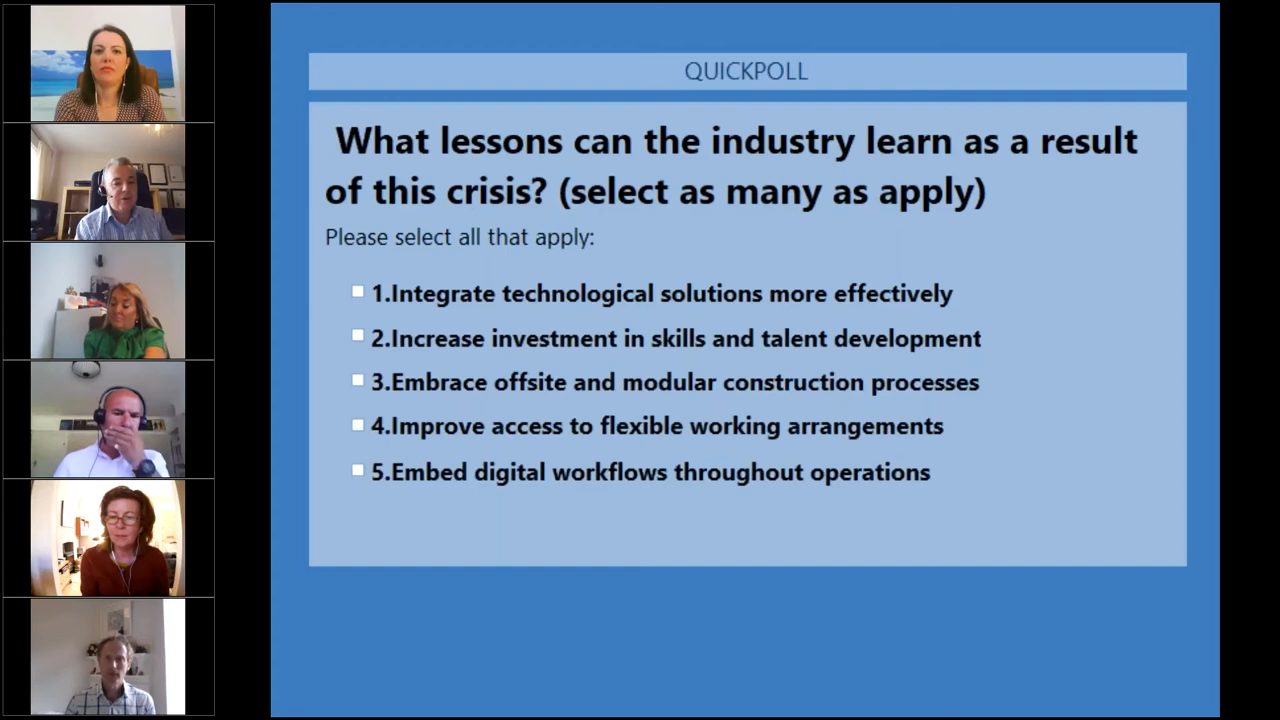 QUICKPOLL
What lessons can the industry learn as a result
of this crisis? (select as many as apply)
Please select all that apply:
1.Integrate technological solutions more effectively
2.Increase investment in skills and talent development
3.Embrace offsite and modular construction processes
4.Improve access to flexible working arrangements
5.Embed digital workflows throughout operations